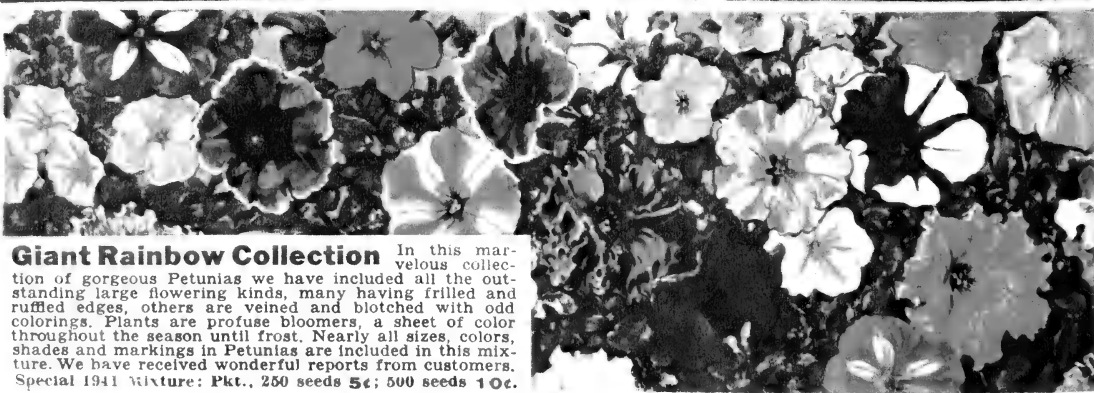 Giant Rainbow Collection In this mar-
velous collec-
tion of gorgeous Petunias we have included all the out-
standing large flowering kinds, many having frilled and
ruffled edges, others are veined and blotched with odd
colorings. Plants are profuse bloomers, a sheet of color
throughout the season until frost. Nearly all sizes, colors,
shades and markings in Petunias are included in this mix-
ture. We have received wonderful reports from customers.
Special 1941 Mixture: Pkt., 250 seeds 5¢; 500 seeds 10¢.